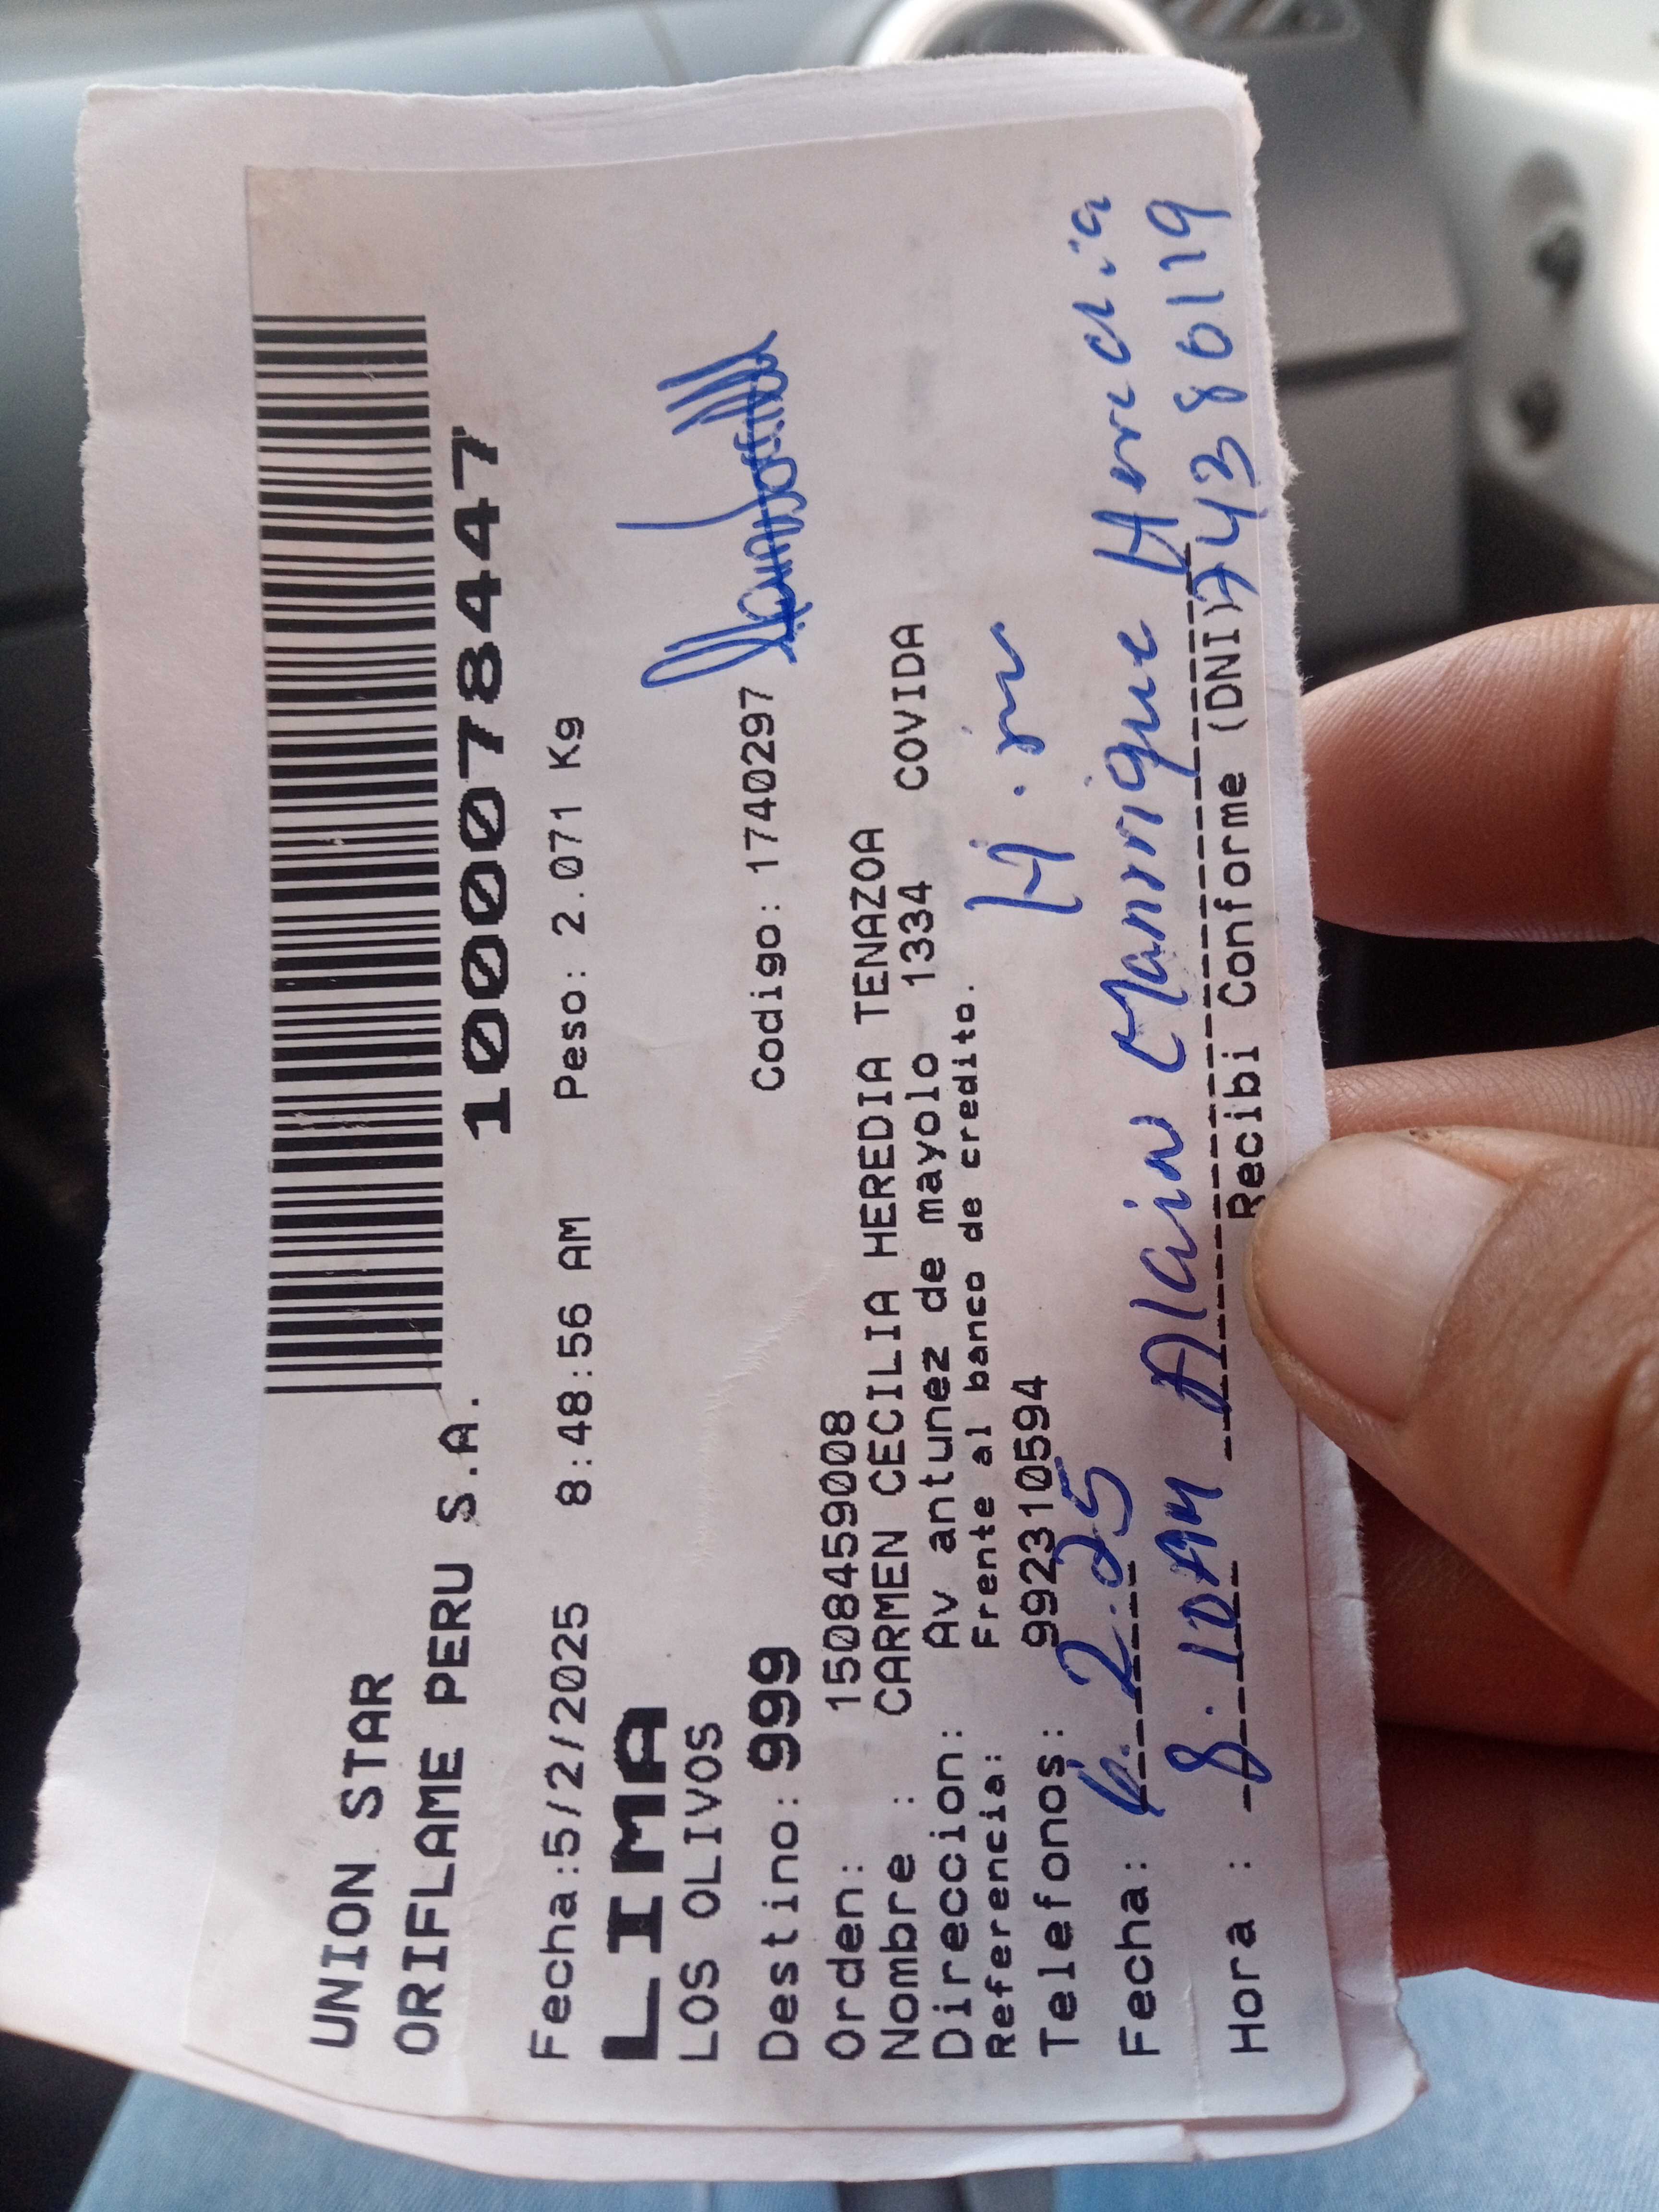 UNION STAR
ORIFLAME PERU S.A.
1000078447
Fecha:5/2/2025 8:48:56 AM Peso: 2.071 Kg
LIMA
LOS OLIVOS
Destino: 999 Codigo: 1740297
Orden: 1508459008
Nombre : CARMEN CECILIA HEREDIA TENAZOA
Direccion: Av antunez de mayolo 1334 COVIDA
Referencia: Frente al banco de credito.
Telefonos: 992310594
Fecha: 6.2.25 Alain Manrique Heredia
Hora : 8.10AM Recibi Conforme (DNI) 74380119